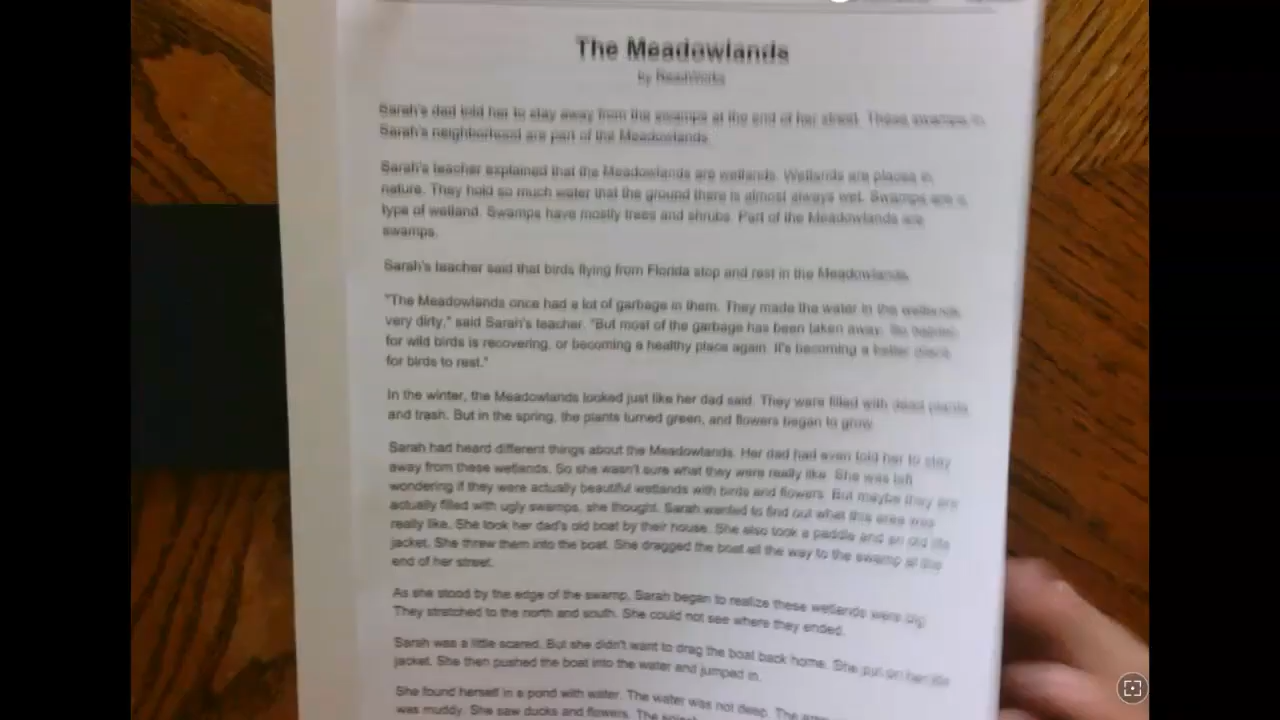 The Meadowlands
by ReadWorks
Sarah's dad told her to stay away from the swamps at the end of her street. These swamps in
Sarah's neighborhood are part of the Meadowlands.
Sarah's teacher explained that the Meadowlands are wetlands. Wetlands are places in
nature. They hold so much water that the ground there is almost always wet. Swamps are a
type of wetland. Swamps have mostly trees and shrubs. Part of the Meadowlands are
swamps.
Sarah's teacher said that birds flying from Florida stop and rest in the Meadowlands.
"The Meadowlands once had a lot of garbage in them. They made the water in the wetlands
very dirty," said Sarah's teacher. "But most of the garbage has been taken away. So habitat
for wild birds is recovering, or becoming a healthy place again. It's becoming a better place
for birds to rest."
In the winter, the Meadowlands looked just like her dad said. They were filled with dead plants
and trash. But in the spring, the plants turned green, and flowers began to grow.
Sarah had heard different things about the Meadowlands. Her dad had even told her to stay
away from these wetlands. So she wasn't sure what they were really like. She was left
wondering if they were actually beautiful wetlands with birds and flowers. But maybe they are
actually filled with ugly swamps, she thought. Sarah wanted to find out what this area was
really like. She took her dad's old boat by their house. She also took a paddle and an old life
jacket. She threw them into the boat. She dragged the boat all the way to the swamp at the
end of her street.
As she stood by the edge of the swamp, Sarah began to realize these wetlands were big.
They stretched to the north and south. She could not see where they ended.
Sarah was a little scared. But she didn't want to drag the boat back home. She put on her life
jacket. She then pushed the boat into the water and jumped in.
She found herself in a pond with water. The water was not deep. The
was muddy. She saw ducks and flowers. The